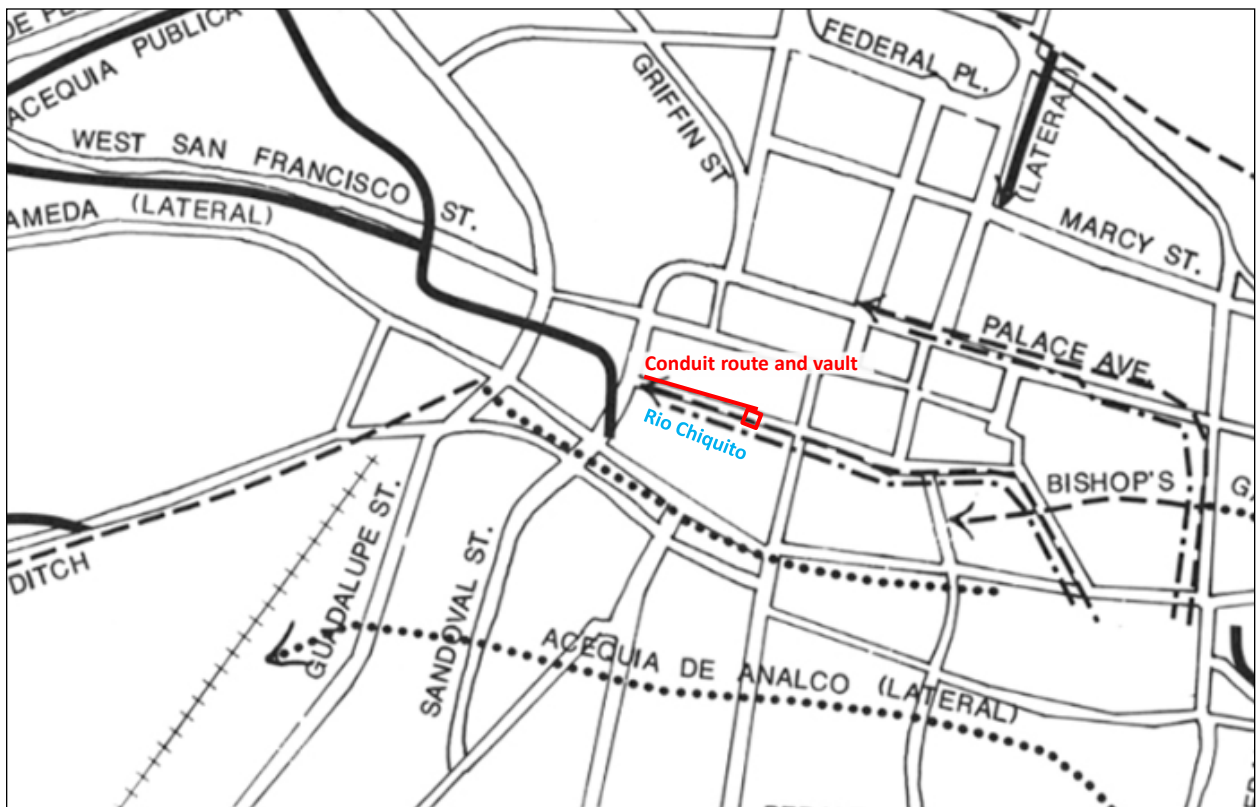 DE PE
ACEQUIA PUBLICA
WEST SAN FRANCISCO ST.
AMEDA (LATERAL)
GRIFFIN ST
FEDERAL PL.
(LATERAL)
MARCY ST.
PALACE AVE.
Conduit route and vault
Rio Chiquito
BISHOP'S
G
DITCH
GUADALUPE ST.
SANDOVAL ST.
ACEQUIA DE ANALCO (LATERAL)